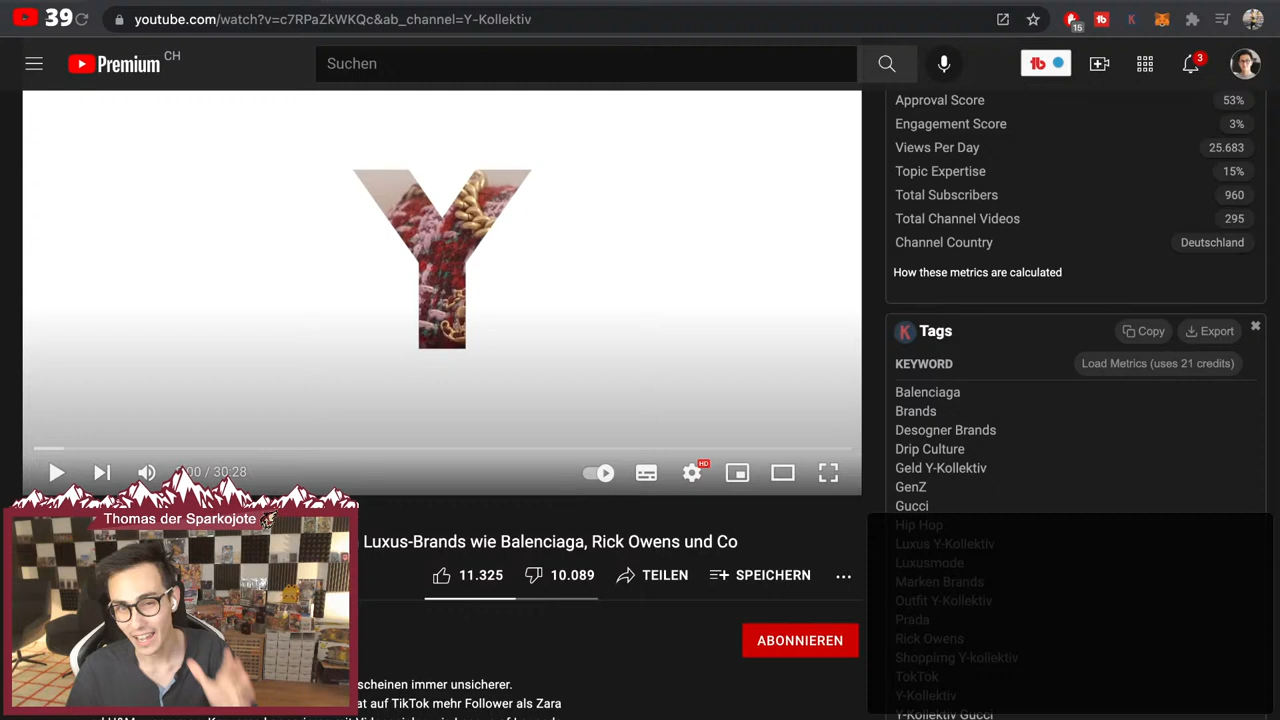 39
youtube.com/watch?v=c7RPaZkWKQc&ab_channel=Y-Kollektiv
15
Premium CH
Suchen
3
Approval Score 53%
Engagement Score 3%
Views Per Day 25.683
Topic Expertise 15%
Total Subscribers 960
Total Channel Videos 295
Channel Country Deutschland
How these metrics are calculated
Y
Tags Copy Export
KEYWORD Load Metrics (uses 21 credits)
Balenciaga
Brands
Desogner Brands
Drip Culture
Geld Y-Kollektiv
GenZ
Gucci
Hip Hop
Luxus Y-Kollektiv
Luxusmode
Marken Brands
Outfit Y-Kollektiv
Prada
Rick Owens
Shoppimg Y-kollektiv
TokTok
Y-Kollektiv
Y-Kollektiv Gucci
/ 30:28
HD
Thomas der Sparkojote
Luxus-Brands wie Balenciaga, Rick Owens und Co
11.325 10.089 TEILEN SPEICHERN
ABONNIEREN
scheinen immer unsicherer.
at auf TikTok mehr Follower als Zara